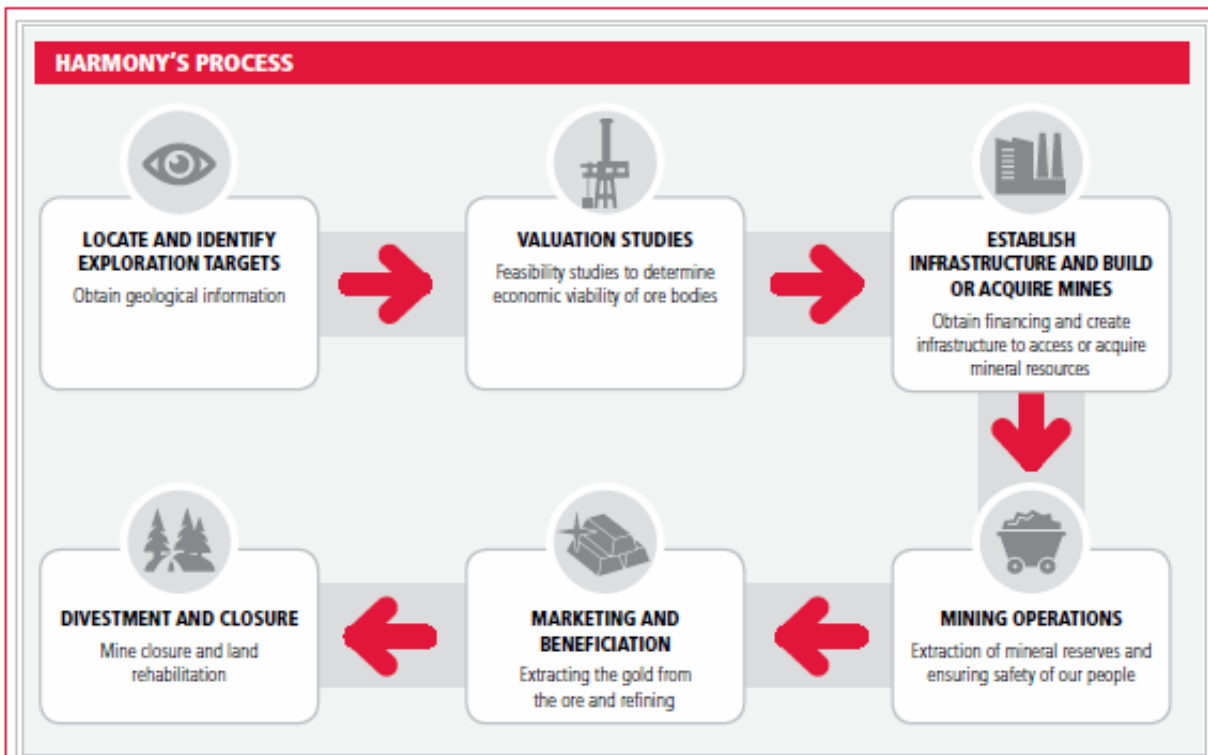 HARMONY'S PROCESS
LOCATE AND IDENTIFY
EXPLORATION TARGETS
Obtain geological information
VALUATION STUDIES
Feasibility studies to determine
economic viability of ore bodies
ESTABLISH
INFRASTRUCTURE AND BUILD
OR ACQUIRE MINES
Obtain financing and create
infrastructure to access or acquire
mineral resources
MINING OPERATIONS
Extraction of mineral reserves and
ensuring safety of our people
MARKETING AND
BENEFICIATION
Extracting the gold from
the ore and refining
DIVESTMENT AND CLOSURE
Mine closure and land
rehabilitation